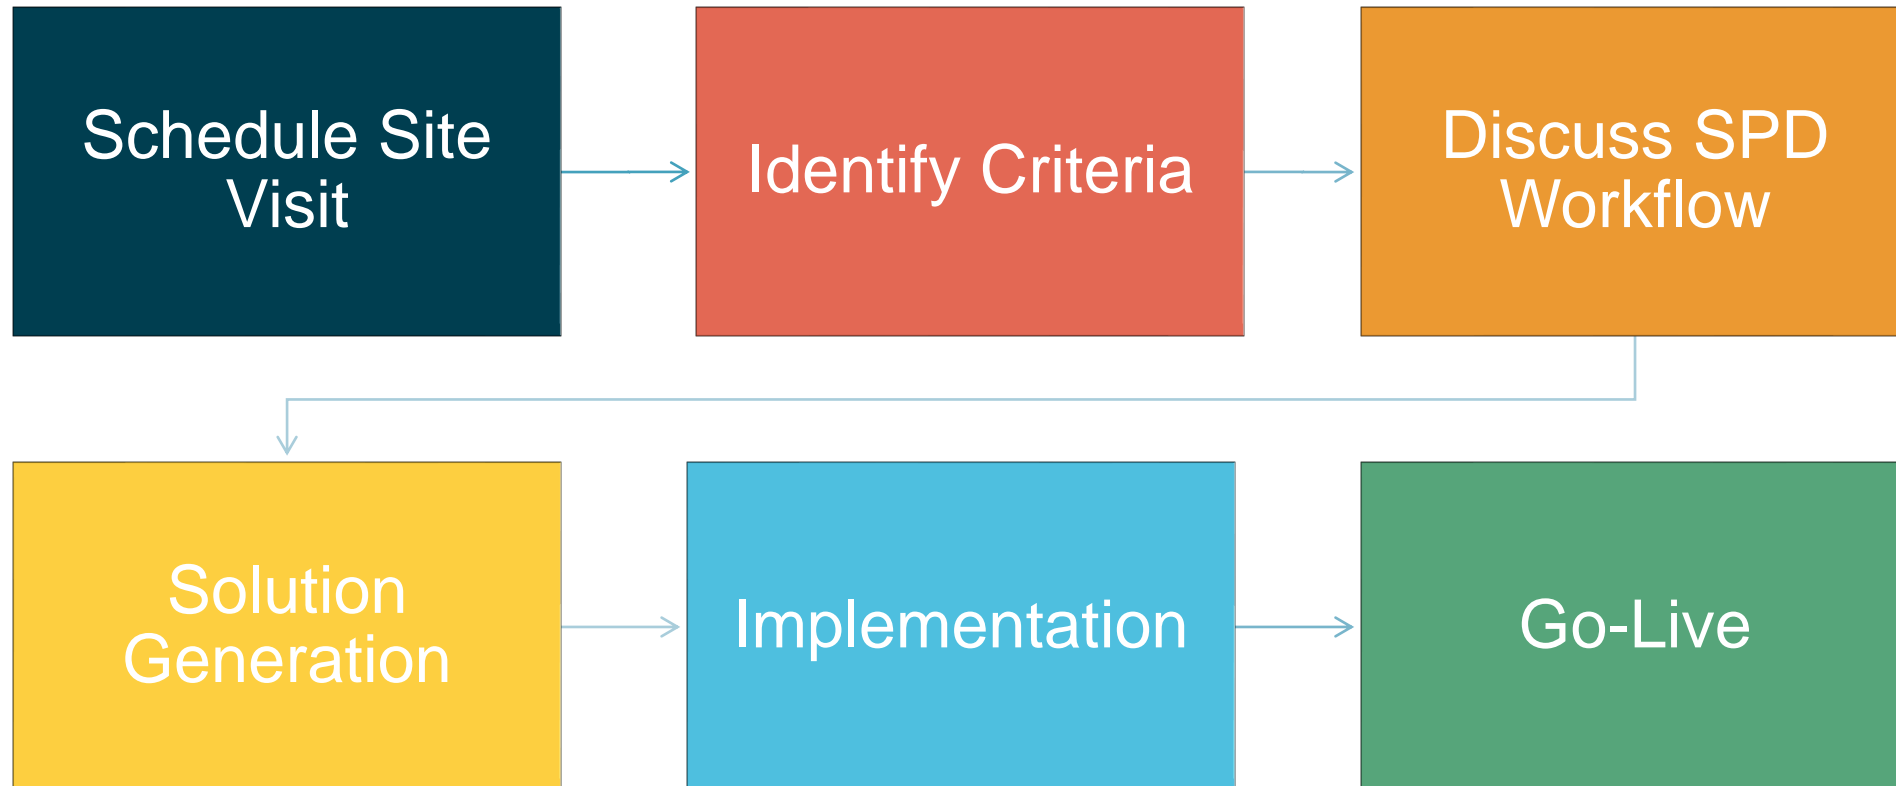 Schedule Site
Visit
Identify Criteria
Discuss SPD
Workflow
Solution
Generation
Implementation
Go-Live